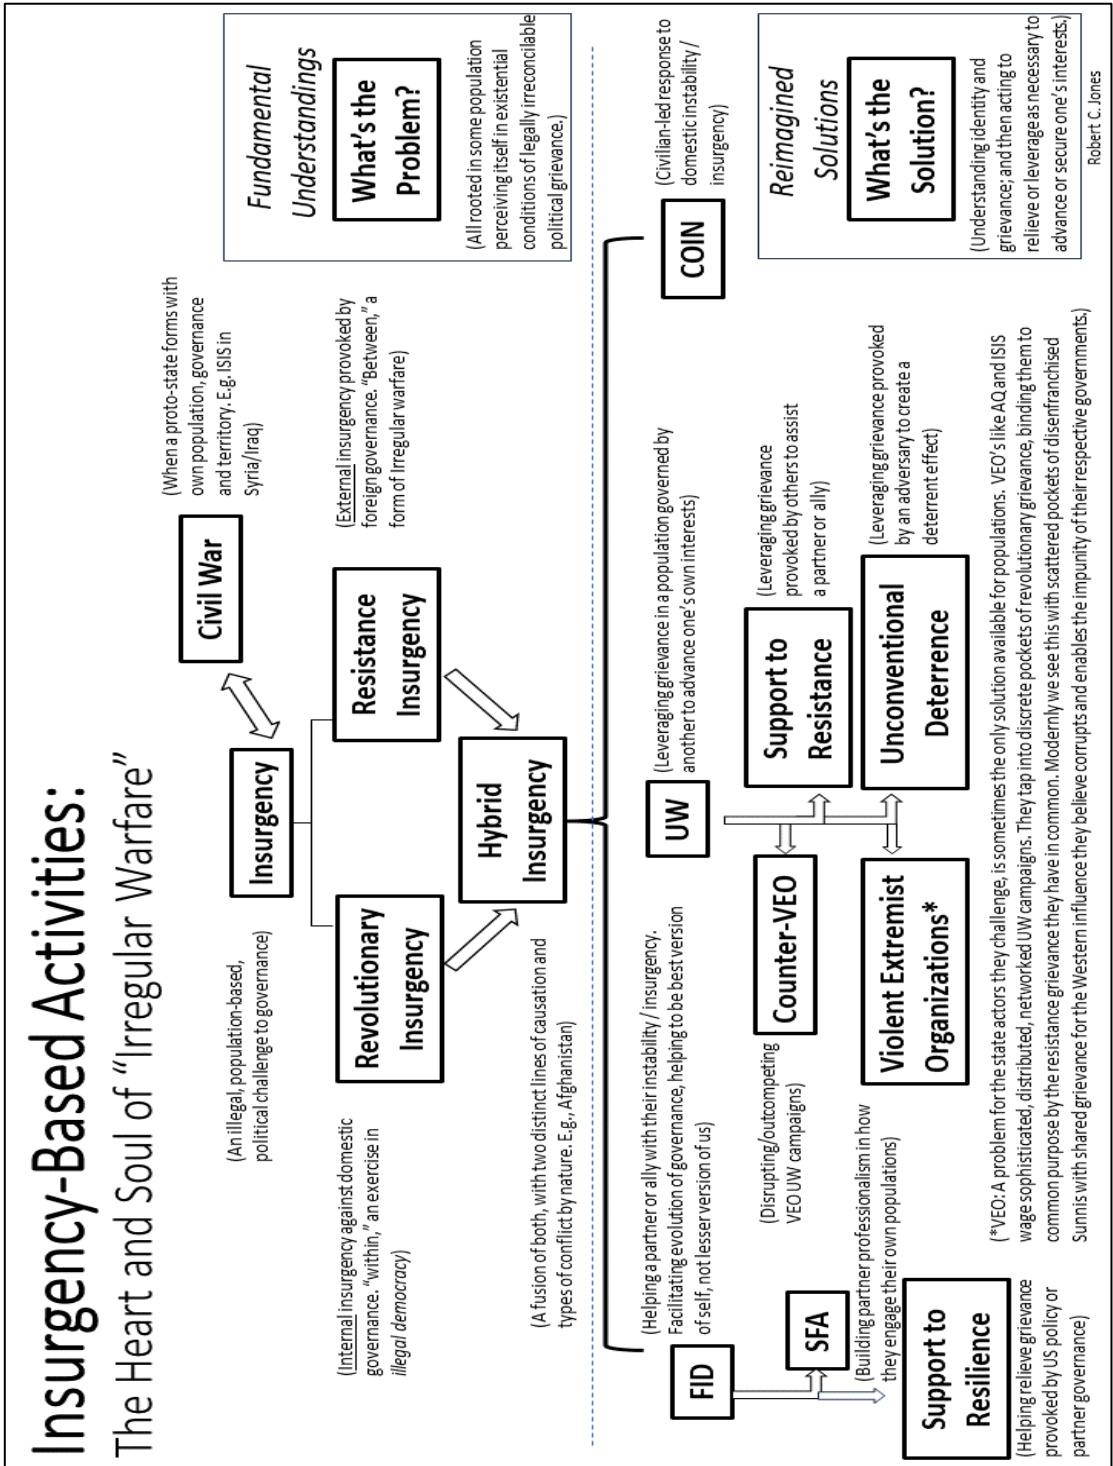 Insurgency-Based Activities:
The Heart and Soul of “Irregular Warfare”
Fundamental
Understandings
What’s the
Problem?
(All rooted in some population
perceiving itself in existential
conditions of legally irreconcilable
political grievance.)
(An illegal, population-based,
political challenge to governance)
Insurgency
Civil War
(When a proto-state forms with
own population, governance
and territory. E.g. ISIS in
Syria/Iraq)
(Internal insurgency against domestic
governance. “within,” an exercise in
illegal democracy)
Revolutionary
Insurgency
Resistance
Insurgency
(External insurgency provoked by
foreign governance. “Between,” a
form of Irregular warfare)
(A fusion of both, with two distinct lines of causation and
types of conflict by nature. E.g., Afghanistan)
Hybrid
Insurgency
FID
(Helping a partner or ally with their instability / insurgency.
Facilitating evolution of governance, helping to be best version
of self, not lesser version of us)
UW
(Leveraging grievance in a population governed by
another to advance one’s own interests)
COIN
(Civilian-led response to
domestic instability /
insurgency)
SFA
(Building partner professionalism in how
they engage their own populations)
Support to
Resilience
(Helping relieve grievance
provoked by US policy or
partner governance)
(Disrupting/outcompeting
VEO UW campaigns)
Counter-VEO
Support to
Resistance
(Leveraging grievance
provoked by others to assist
a partner or ally)
Violent Extremist
Organizations*
Unconventional
Deterrence
(Leveraging grievance provoked
by an adversary to create a
deterrent effect)
Reimagined
Solutions
What’s the
Solution?
(Understanding identity and
grievance; and then acting to
relieve or leverage as necessary to
advance or secure one’s interests.)
(*VEO: A problem for the state actors they challenge, is sometimes the only solution available for populations. VEO’s like AQ and ISIS
wage sophisticated, distributed, networked UW campaigns. They tap into discrete pockets of revolutionary grievance, binding them to
common purpose by the resistance grievance they have in common. Modernly we see this with scattered pockets of disenfranchised
Sunnis with shared grievance for the Western influence they believe corrupts and enables the impunity of their respective governments.)
Robert C. Jones